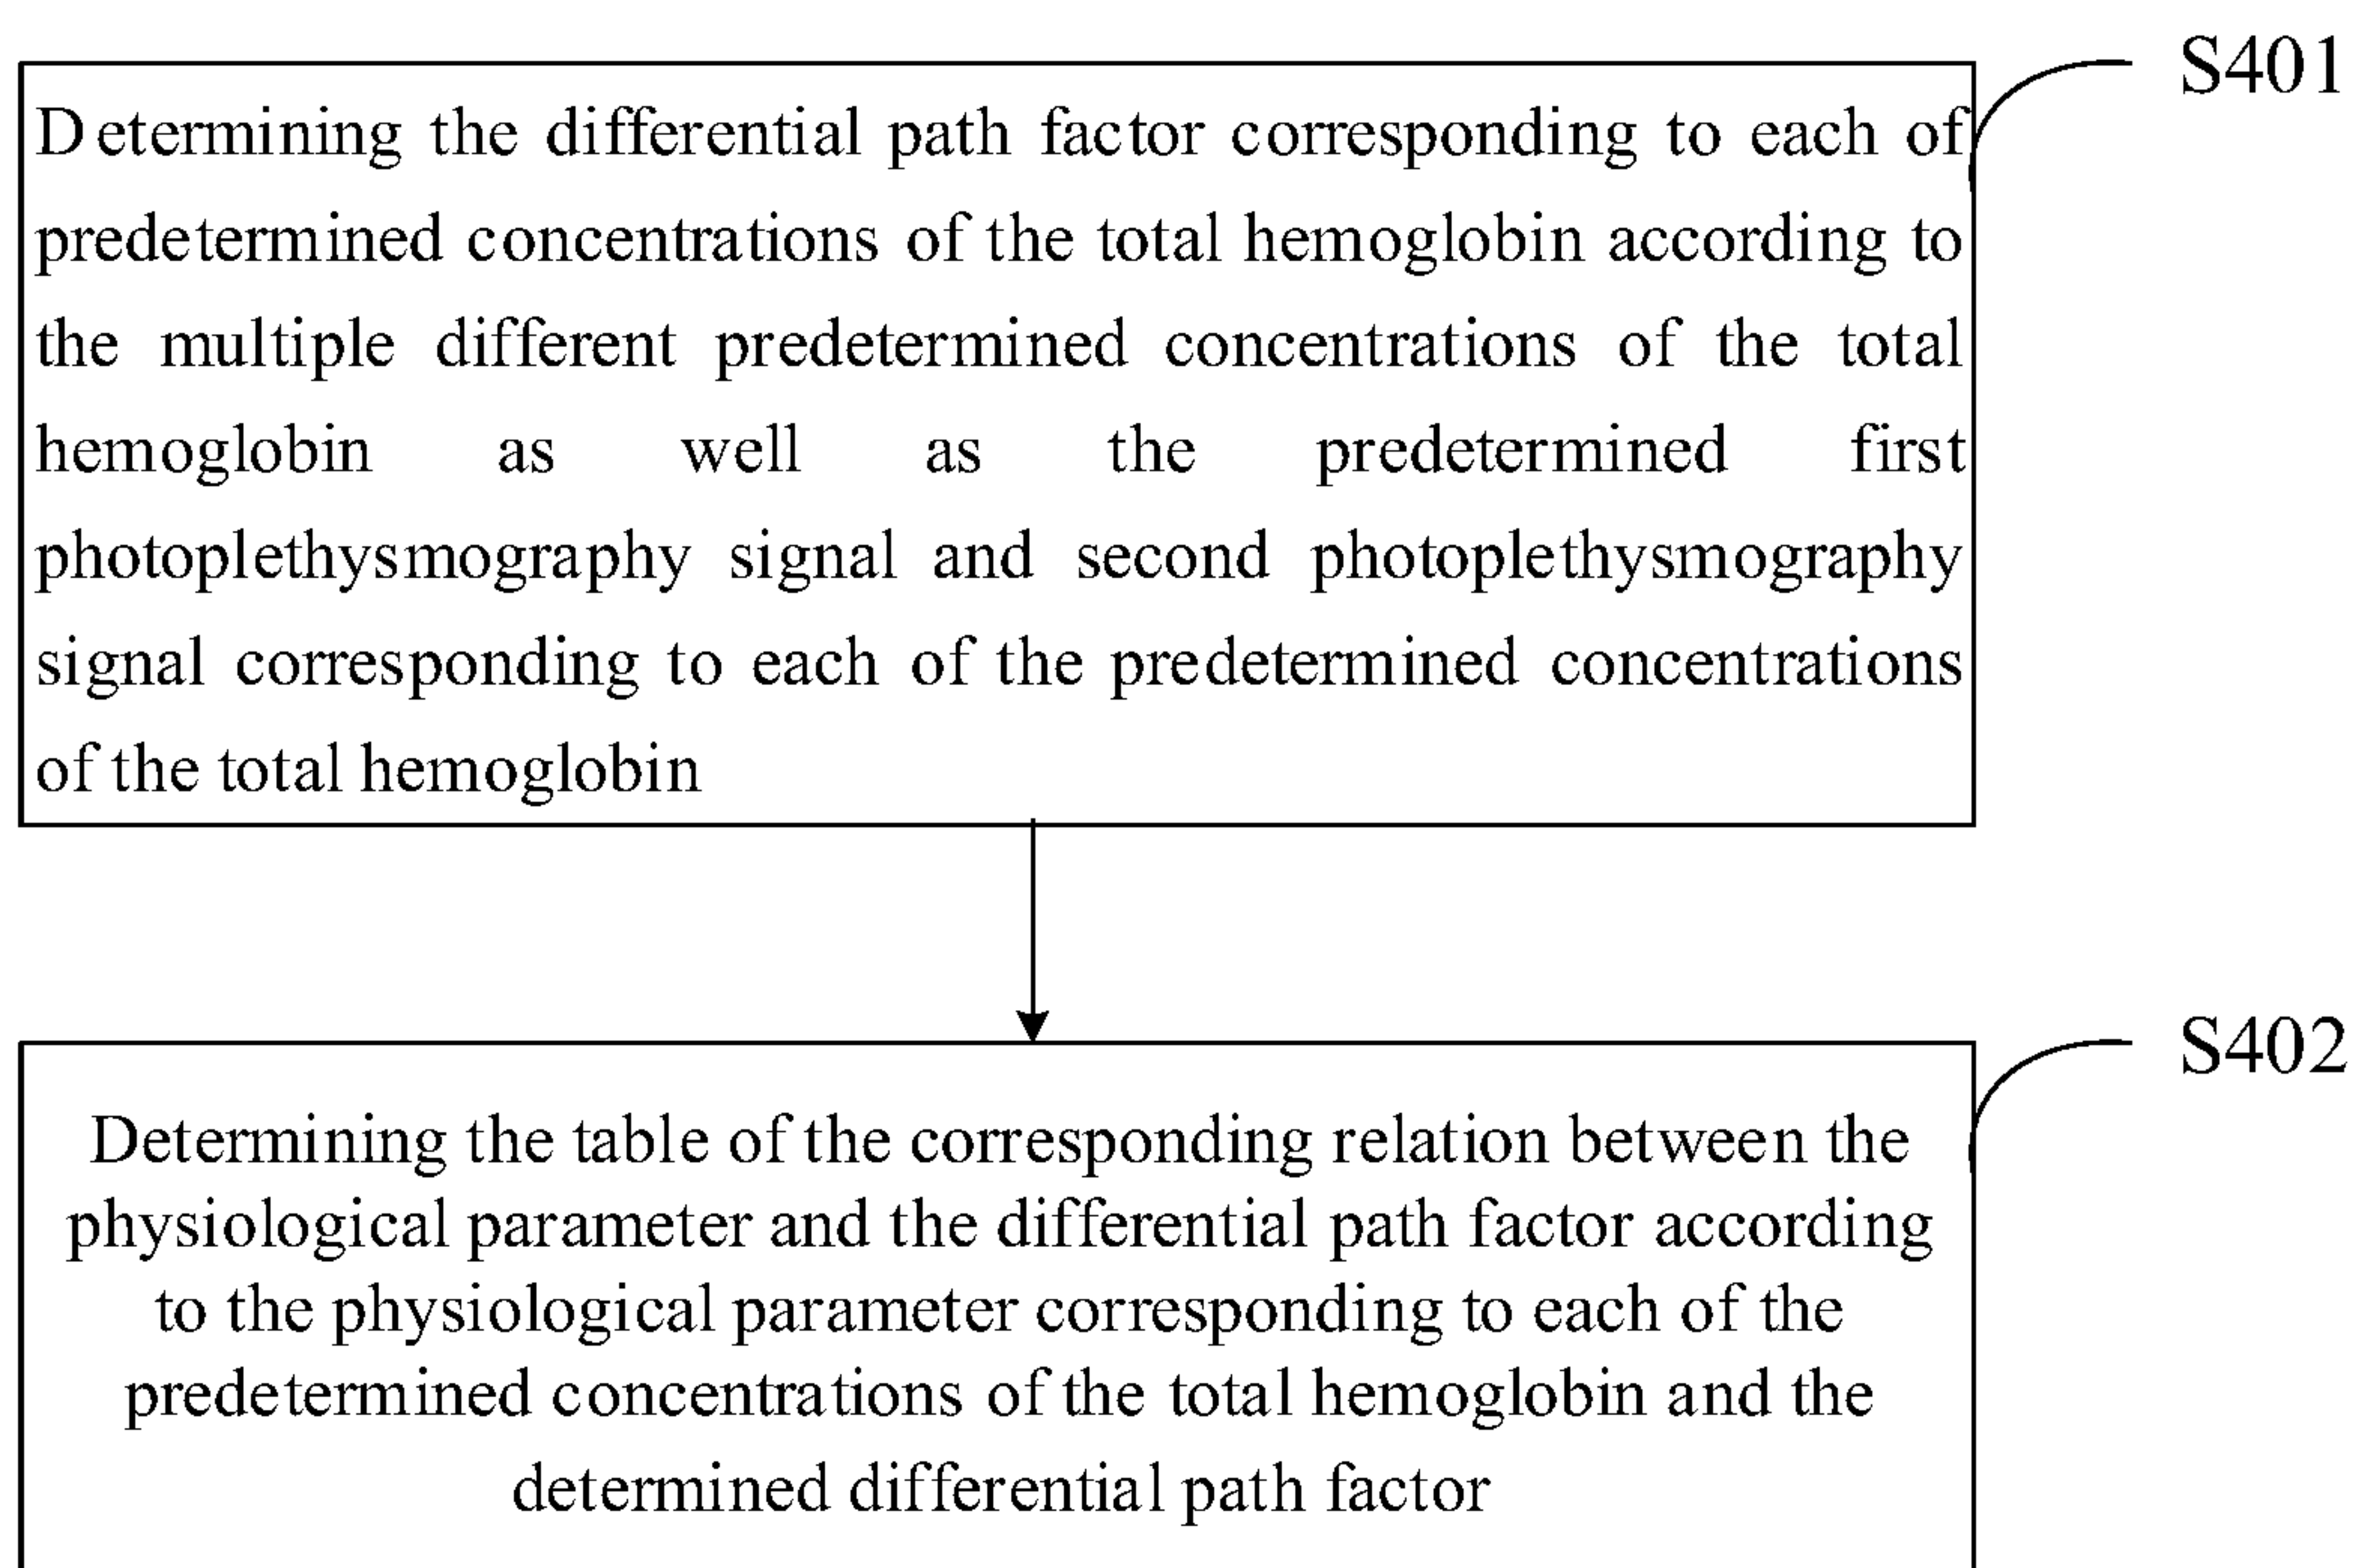 S401
Determining the differential path factor corresponding to each of
predetermined concentrations of the total hemoglobin according to
the multiple different predetermined concentrations of the total
hemoglobin as well as the predetermined first
photoplethysmography signal and second photoplethysmography
signal corresponding to each of the predetermined concentrations
of the total hemoglobin
S402
Determining the table of the corresponding relation between the
physiological parameter and the differential path factor according
to the physiological parameter corresponding to each of the
predetermined concentrations of the total hemoglobin and the
determined differential path factor